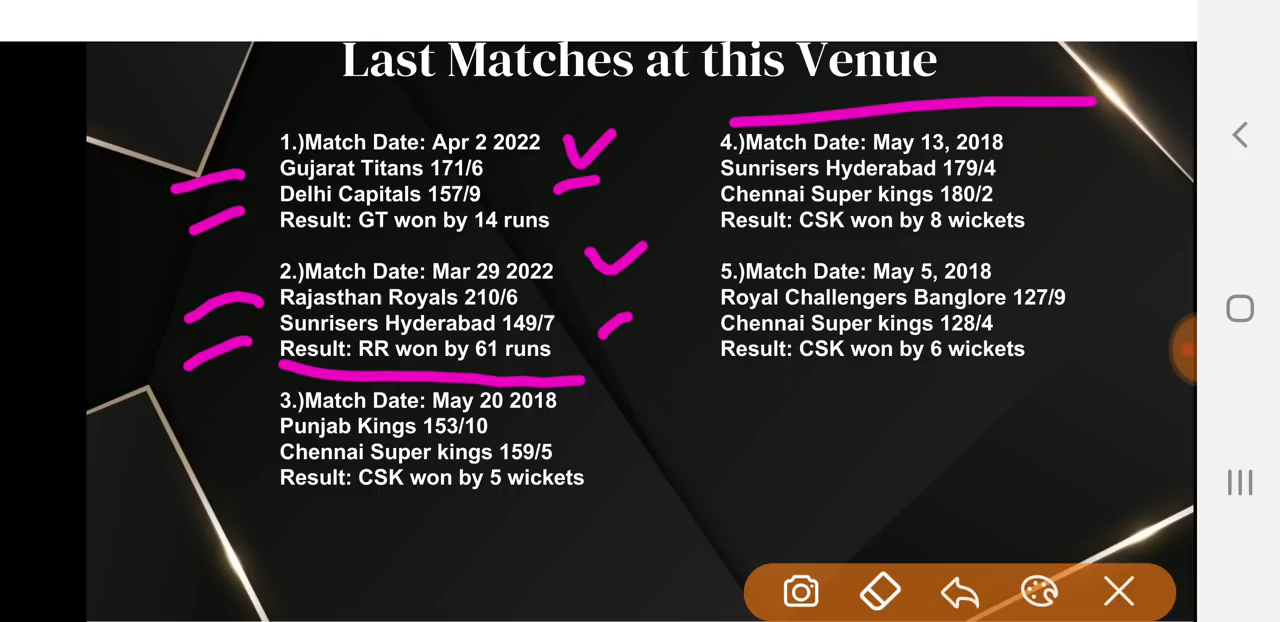 Last Matches at this Venue
1.)Match Date: Apr 2 2022
Gujarat Titans 171/6
Delhi Capitals 157/9
Result: GT won by 14 runs
2.)Match Date: Mar 29 2022
Rajasthan Royals 210/6
Sunrisers Hyderabad 149/7
Result: RR won by 61 runs
3.)Match Date: May 20 2018
Punjab Kings 153/10
Chennai Super kings 159/5
Result: CSK won by 5 wickets
4.)Match Date: May 13, 2018
Sunrisers Hyderabad 179/4
Chennai Super kings 180/2
Result: CSK won by 8 wickets
5.)Match Date: May 5, 2018
Royal Challengers Banglore 127/9
Chennai Super kings 128/4
Result: CSK won by 6 wickets